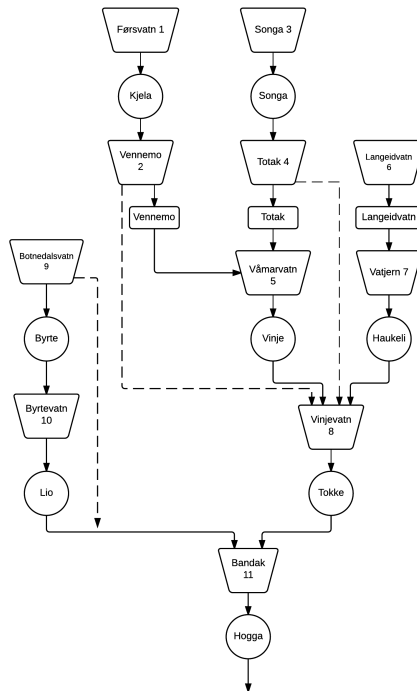 Førsvatn 1
Songa 3
Kjela
Songa
Vennemo
2
Totak 4
Langeidvatn
6
Vennemo
Totak
Langeidvatn
Botnedalsvatn
9
Våmarvatn
5
Vatjern 7
Byrte
Vinje
Haukeli
Byrtevatn
10
Vinjevatn
8
Lio
Tokke
Bandak
11
Hogga